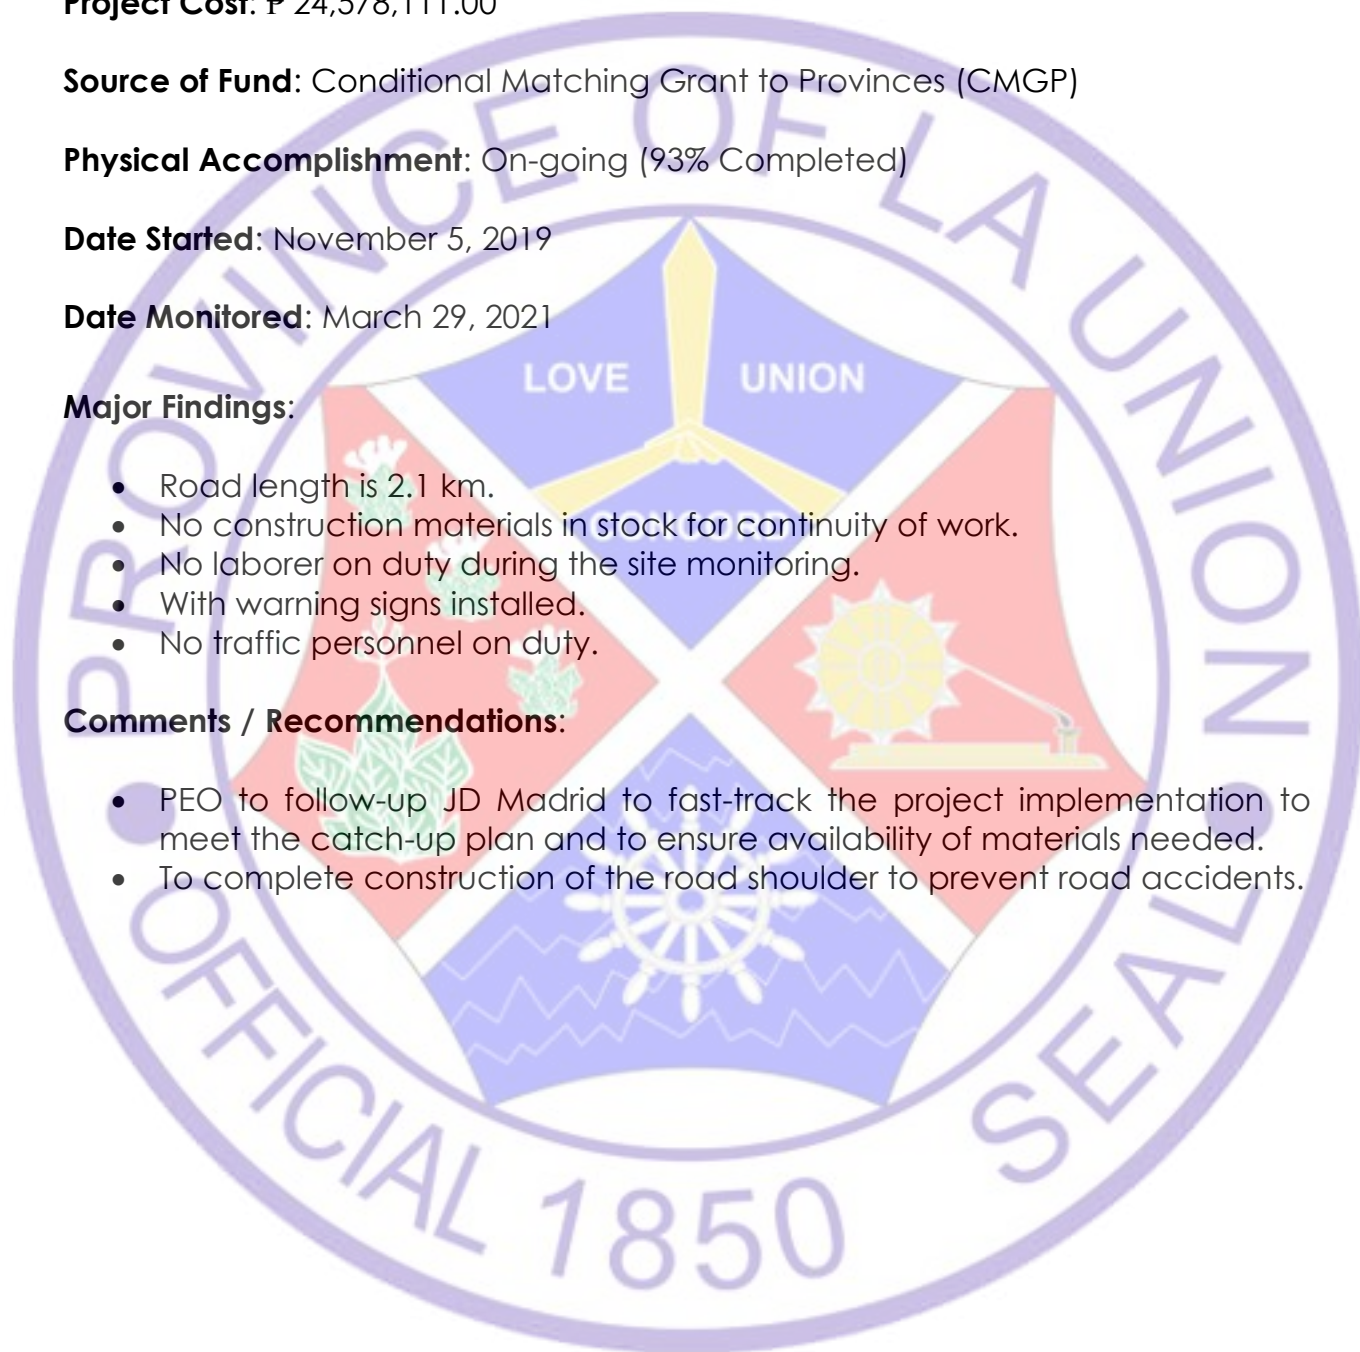 Project Cost: ₱ 24,578,111.00
Source of Fund: Conditional Matching Grant to Provinces (CMGP)
Physical Accomplishment: On-going (93% Completed)
Date Started: November 5, 2019
Date Monitored: March 29, 2021
Major Findings:
• Road length is 2.1 km.
• No construction materials in stock for continuity of work.
• No laborer on duty during the site monitoring.
• With warning signs installed.
• No traffic personnel on duty.
Comments / Recommendations:
• PEO to follow-up JD Madrid to fast-track the project implementation to
meet the catch-up plan and to ensure availability of materials needed.
• To complete construction of the road shoulder to prevent road accidents.
PROVINCE OF LA UNION
LOVE UNION
CONCORD
OFFICIAL 1850 SEAL